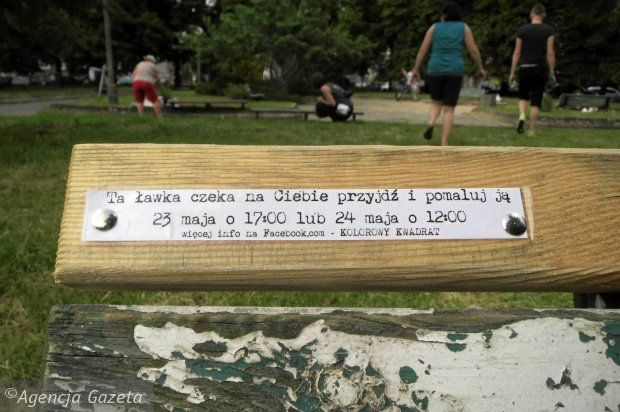 Ta ławka czeka na Ciebie przyjdź i pomaluj ją
23 maja o 17:00 lub 24 maja o 12:00
więcej info na Facebook.com - KOLOROWY KWADRAT
©Agencja Gazeta